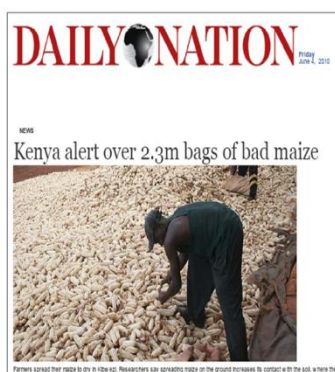 DAILY NATION
Friday
June 4, 2010
NEWS
Kenya alert over 2.3m bags of bad maize
Farmers spread their maize to dry in Kibwezi. Researchers say spreading maize on the ground increases its contact with the soil, where the